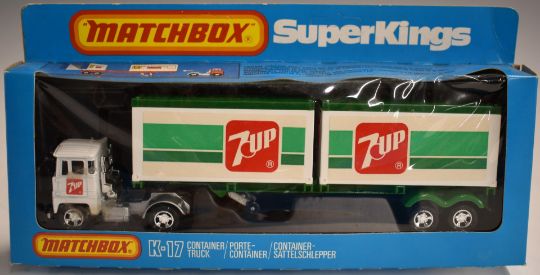 MATCHBOX® SuperKings
7UP®
7UP®
7UP
MATCHBOX® K-17 CONTAINER/ PORTE- /CONTAINER-
TRUCK / CONTAINER/ SATTELSCHLEPPER